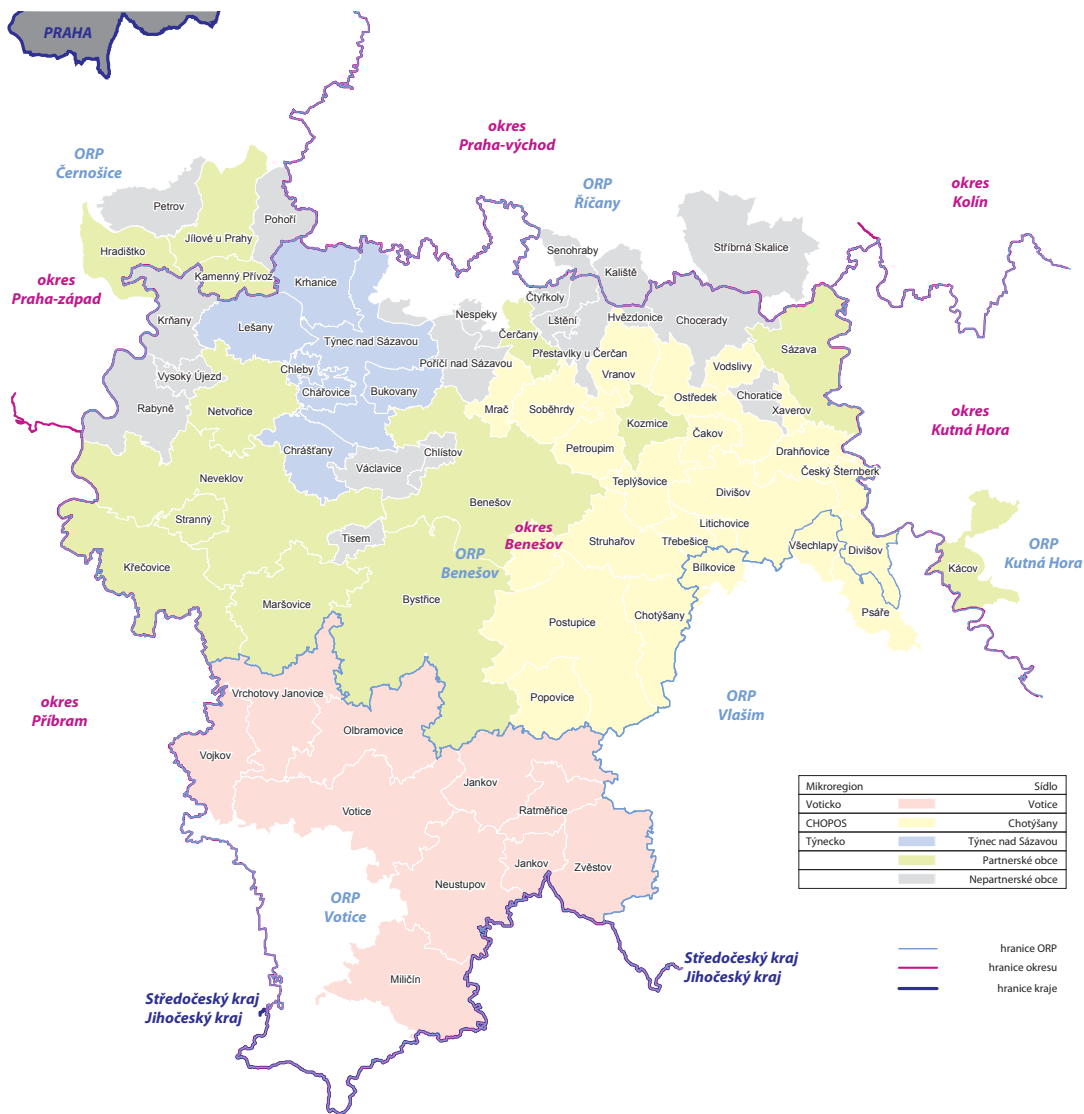 PRAHA
okres
Praha-východ
ORP
Černošice
ORP
Říčany
okres
Kolín
Petrov
Pohoří
Jílové u Prahy
Hradištko
Senohraby
Stříbrná Skalice
Kamenný Přívoz
Kaliště
okres
Praha-západ
Krhanice
Čtyřkoly
Krňany
Nespeky
Lštění
Hvězdonice
Chocerady
Lešany
Čerčany
Týnec nad Sázavou
Sázava
Přestavlky u Čerčan
Poříčí nad Sázavou
Chleby
Vysoký Újezd
Vranov
Vodslivy
Chářovice
Bukovany
Ostředek
Choratice
Rabyně
Netvořice
Mrač
Soběhrdy
Xaverov
Kozmice
okres
Kutná Hora
Čakov
Chrášťany
Chlístov
Petroupim
Drahňovice
Václavice
Český Šternberk
Neveklov
Teplýšovice
Divišov
Benešov
Stranný
Litichovice
okres
Benešov
Tisem
Struhařov
Třebešice
Všechlapy
Divišov
ORP
Benešov
ORP
Kutná Hora
Křečovice
Bílkovice
Kácov
Maršovice
Bystřice
Psáře
Chotýšany
Postupice
Vrchotovy Janovice
Popovice
okres
Příbram
ORP
Vlašim
Olbramovice
Vojkov
Jankov
Votice
Ratměřice
Jankov
Zvěstov
Neustupov
ORP
Votice
Miličín
Středočeský kraj
Jihočeský kraj
Středočeský kraj
Jihočeský kraj
Mikroregion Sídlo
Voticko Votice
CHOPOS Chotýšany
Týnecko Týnec nad Sázavou
Partnerské obce
Nepartnerské obce
hranice ORP
hranice okresu
hranice kraje